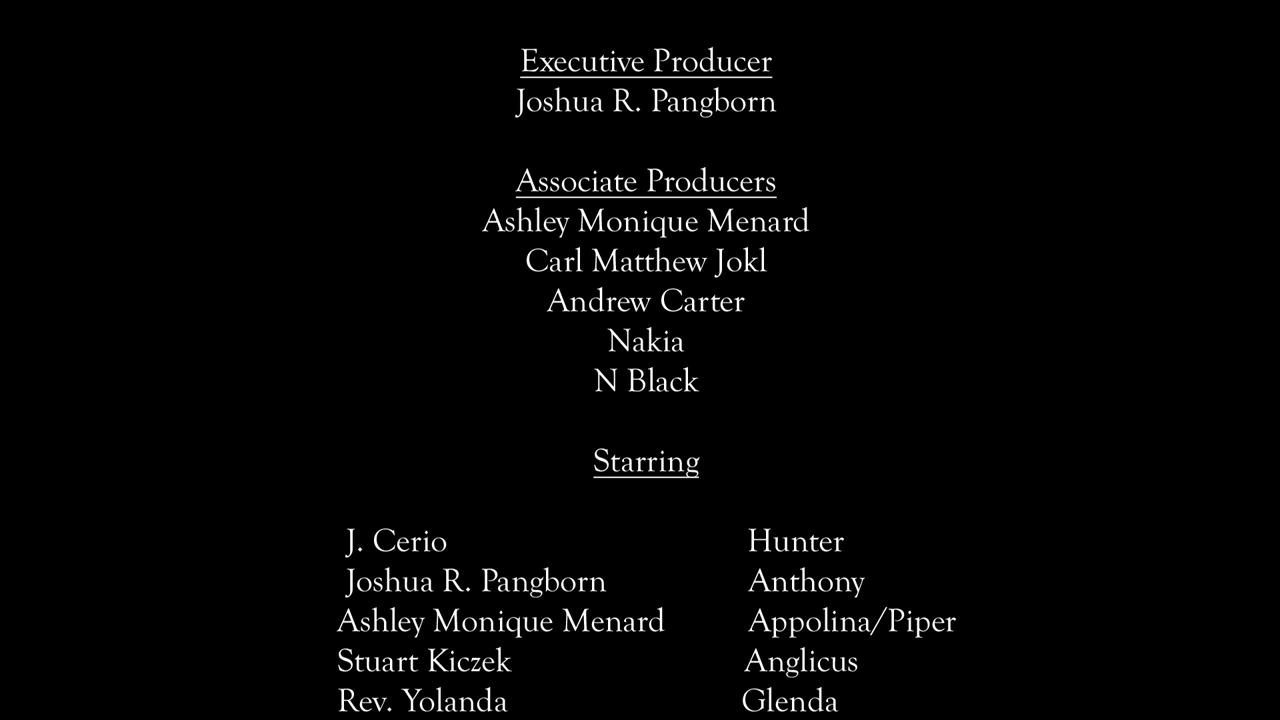 Executive Producer
Joshua R. Pangborn
Associate Producers
Ashley Monique Menard
Carl Matthew Jokl
Andrew Carter
Nakia
N Black
Starring
J. Cerio Hunter
Joshua R. Pangborn Anthony
Ashley Monique Menard Appolina/Piper
Stuart Kiczek Anglicus
Rev. Yolanda Glenda